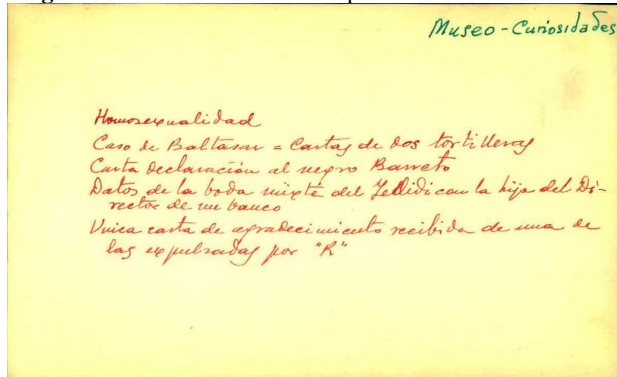 Museo - Curiosidades
Homosexualidad
Caso de Baltasar = Cartas de dos tortilleras
Carta declaración al negro Barreto
Datos de la boda mixta del Jellidi con la hija del Di-
rector de un banco
Unica carta de agradecimiento recibida de una de
las expulsadas por "R"